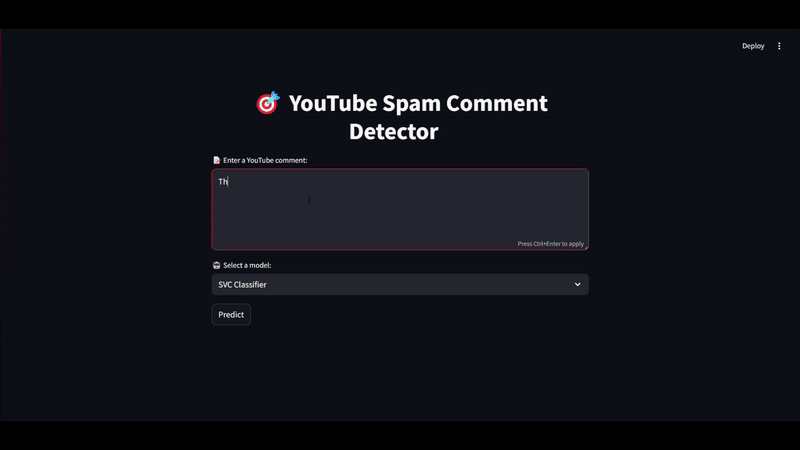 Deploy
🎯 YouTube Spam Comment
Detector
Enter a YouTube comment:
Th
Press Ctrl+Enter to apply
Select a model:
SVC Classifier
Predict